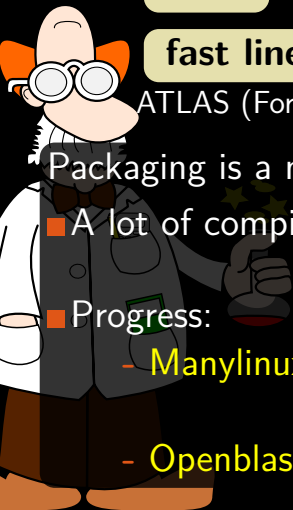 fast line
ATLAS (For
Packaging is a
A lot of compi
Progress:
- Manylinu
- Openblas